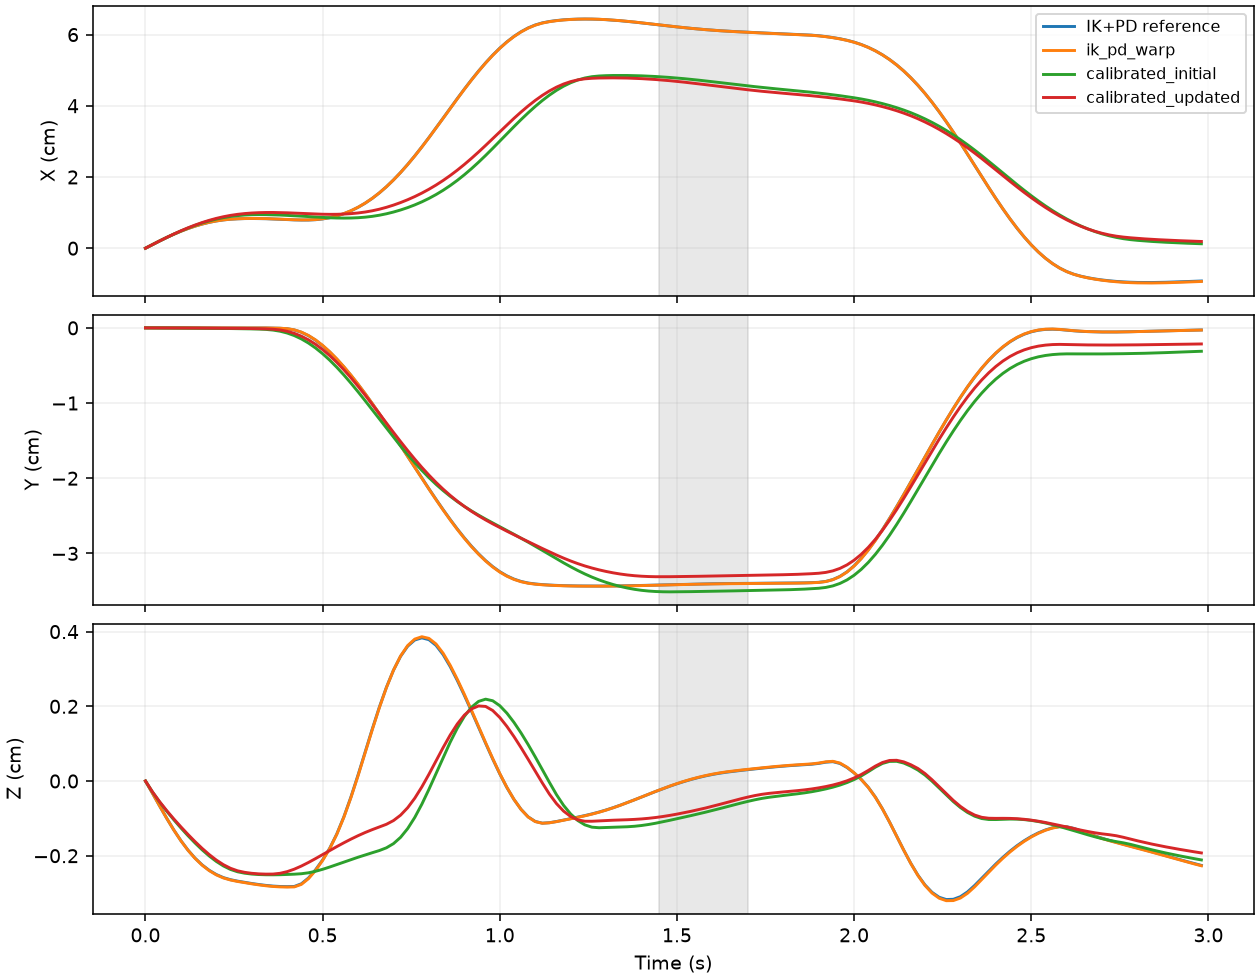 6
4
2
0
X (cm)
IK+PD reference
ik_pd_warp
calibrated_initial
calibrated_updated
0
−1
−2
−3
Y (cm)
0.4
0.2
0.0
−0.2
Z (cm)
0.0 0.5 1.0 1.5 2.0 2.5 3.0
Time (s)